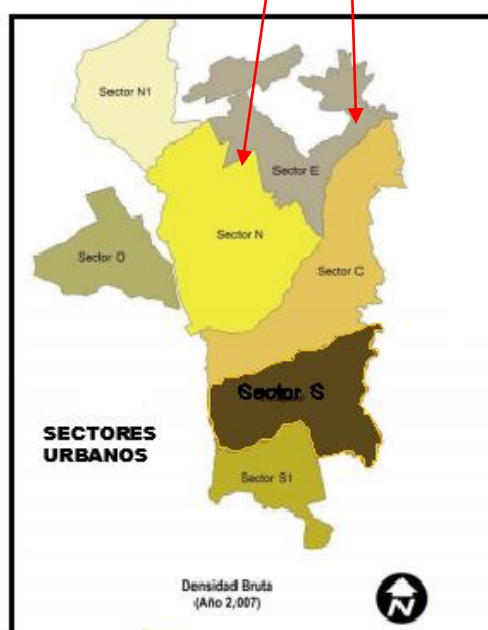 Sector N1
Sector E
Sector N
Sector O
Sector C
Sector S
SECTORES
URBANOS
Sector S1
Densidad Bruta
(Año 2,007)
N